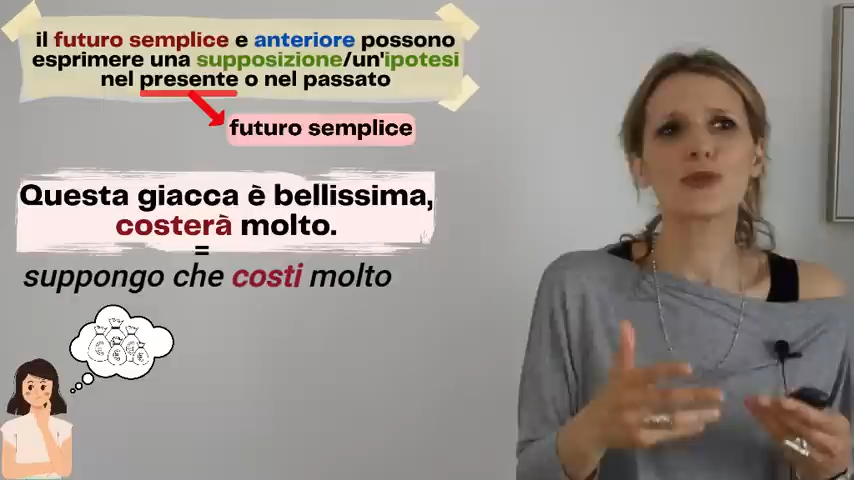 il futuro semplice e anteriore possono
esprimere una supposizione/un'ipotesi
nel presente o nel passato
futuro semplice
Questa giacca è bellissima,
costerà molto.
=
suppongo che costi molto